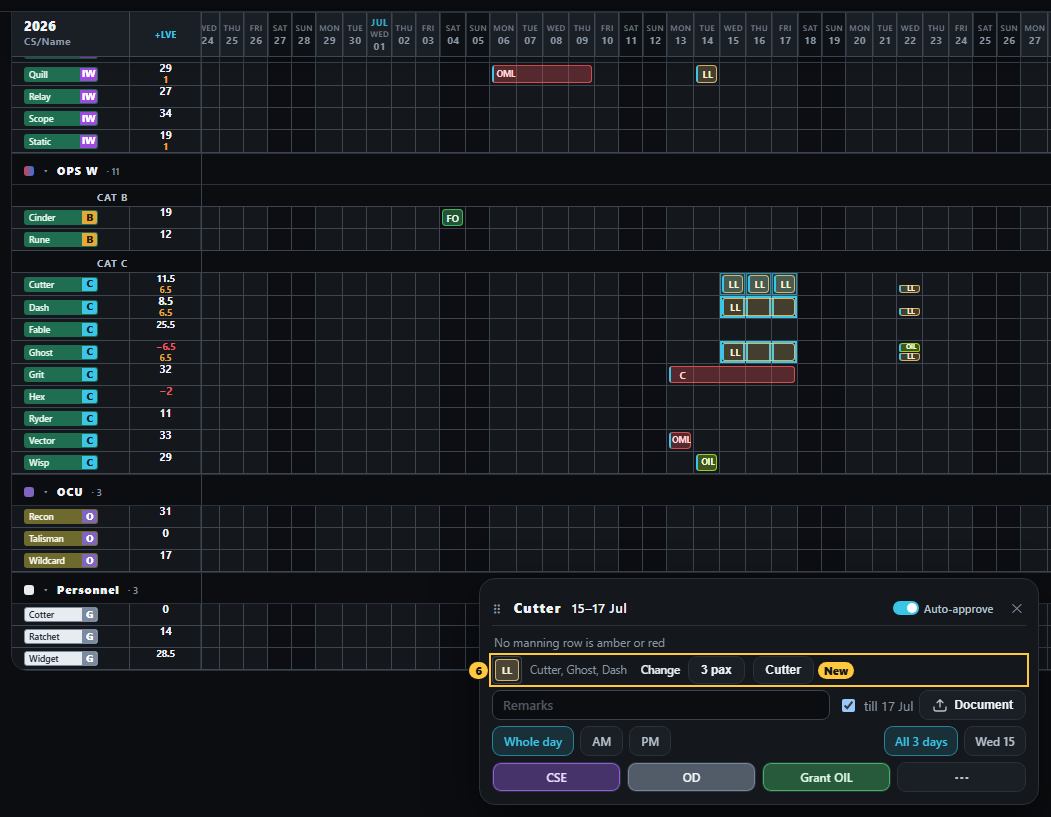 2026
CS/Name
+LVE
JUL
WED THU FRI SAT SUN MON TUE WED THU FRI SAT SUN MON TUE WED THU FRI SAT SUN MON TUE WED THU FRI SAT SUN MON TUE WED THU FRI SAT SUN MON
24 25 26 27 28 29 30 01 02 03 04 05 06 07 08 09 10 11 12 13 14 15 16 17 18 19 20 21 22 23 24 25 26 27
Quill IW 29 1 OML LL
Relay IW 27
Scope IW 34
Static IW 19 1
OPS W · 11
CAT B
Cinder B 19 FO
Rune B 12
CAT C
Cutter C 11.5 6.5 LL LL LL LL
Dash C 8.5 6.5 LL LL
Fable C 25.5
Ghost C −6.5 6.5 LL OIL LL
Grit C 32 C
Hex C −2
Ryder C 11
Vector C 33 OML
Wisp C 29 OIL
OCU · 3
Recon O 31
Talisman O 0
Wildcard O 17
Personnel · 3
Cotter G 0
Ratchet G 14
Widget G 28.5
Cutter 15–17 Jul Auto-approve
No manning row is amber or red
6 LL Cutter, Ghost, Dash Change 3 pax Cutter New
Remarks till 17 Jul Document
Whole day AM PM All 3 days Wed 15
CSE OD Grant OIL ---